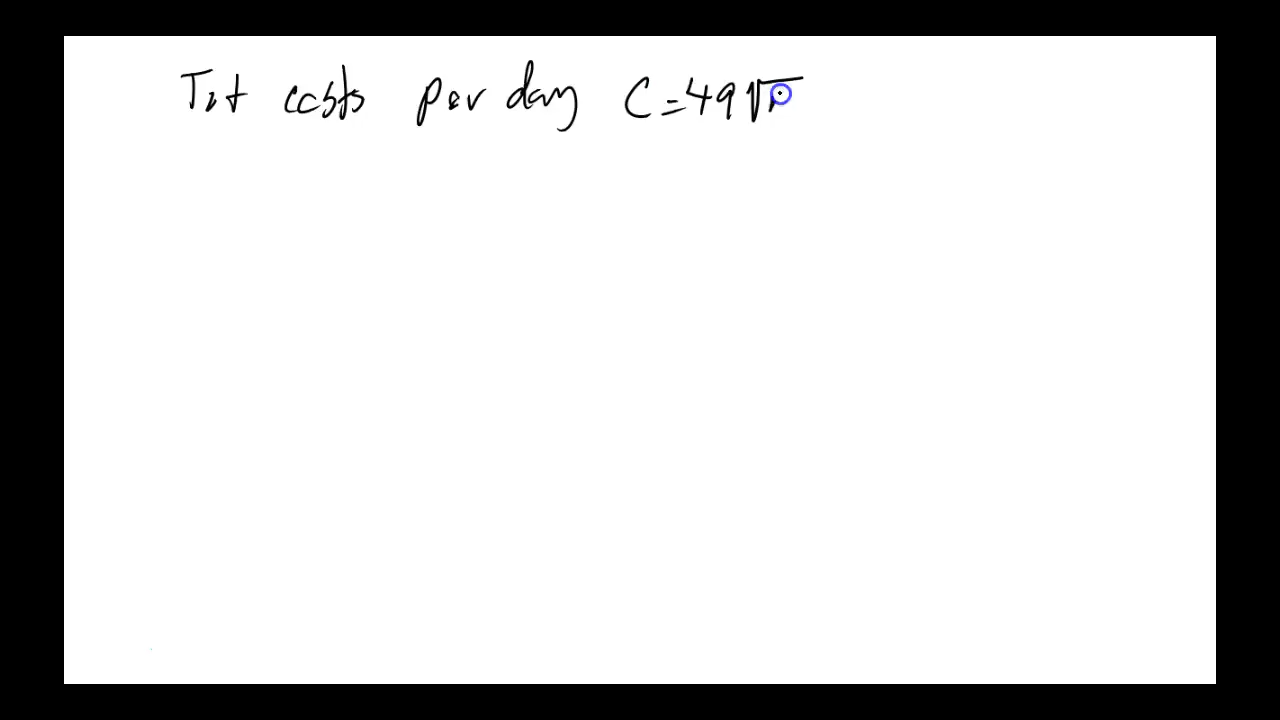 Tot costs per day C=49√